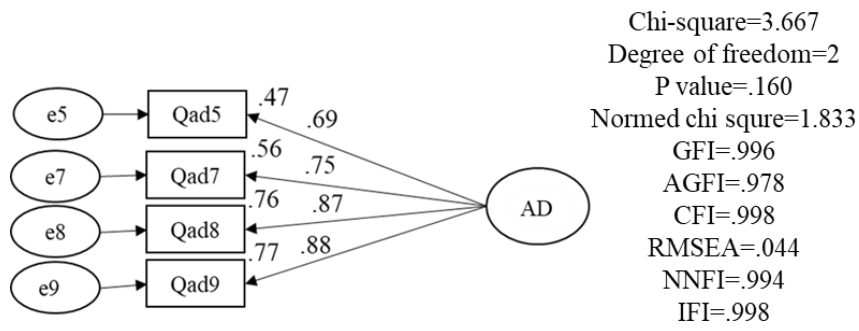 Chi-square=3.667
Degree of freedom=2
P value=.160
Normed chi squre=1.833
GFI=.996
AGFI=.978
CFI=.998
RMSEA=.044
NNFI=.994
IFI=.998
e5 Qad5 .47 .69
e7 Qad7 .56 .75
e8 Qad8 .76 .87
e9 Qad9 .77 .88
AD